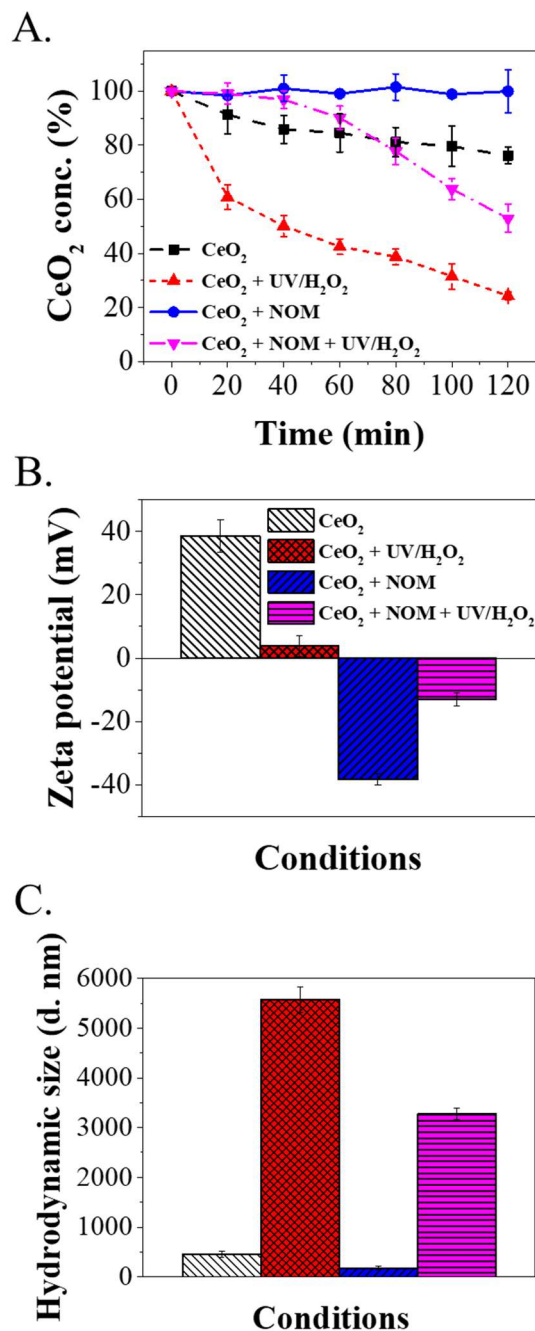 A.
CeO₂ conc. (%)
100
80
60
40
20
0
CeO₂
CeO₂ + UV/H₂O₂
CeO₂ + NOM
CeO₂ + NOM + UV/H₂O₂
0 20 40 60 80 100 120
Time (min)
B.
Zeta potential (mV)
40
20
0
-20
-40
CeO₂
CeO₂ + UV/H₂O₂
CeO₂ + NOM
CeO₂ + NOM + UV/H₂O₂
Conditions
C.
Hydrodynamic size (d. nm)
6000
5000
4000
3000
2000
1000
0
Conditions